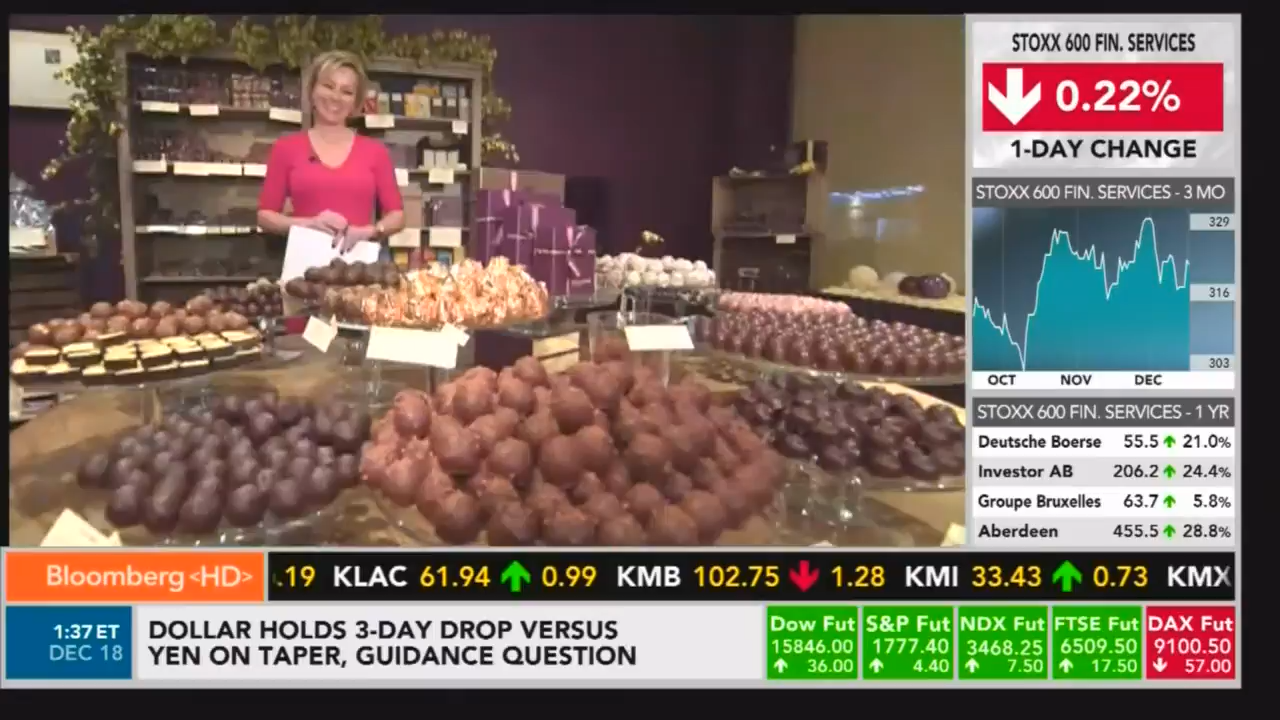 STOXX 600 FIN. SERVICES
0.22%
1-DAY CHANGE
STOXX 600 FIN. SERVICES - 3 MO
329
316
303
OCT NOV DEC
STOXX 600 FIN. SERVICES - 1 YR
Deutsche Boerse 55.5 21.0%
Investor AB 206.2 24.4%
Groupe Bruxelles 63.7 5.8%
Aberdeen 455.5 28.8%
Bloomberg <HD>
.19 KLAC 61.94 0.99 KMB 102.75 1.28 KMI 33.43 0.73 KMX
1:37 ET
DEC 18
DOLLAR HOLDS 3-DAY DROP VERSUS
YEN ON TAPER, GUIDANCE QUESTION
Dow Fut
15846.00
36.00
S&P Fut
1777.40
4.40
NDX Fut
3468.25
7.50
FTSE Fut
6509.50
17.50
DAX Fut
9100.50
57.00